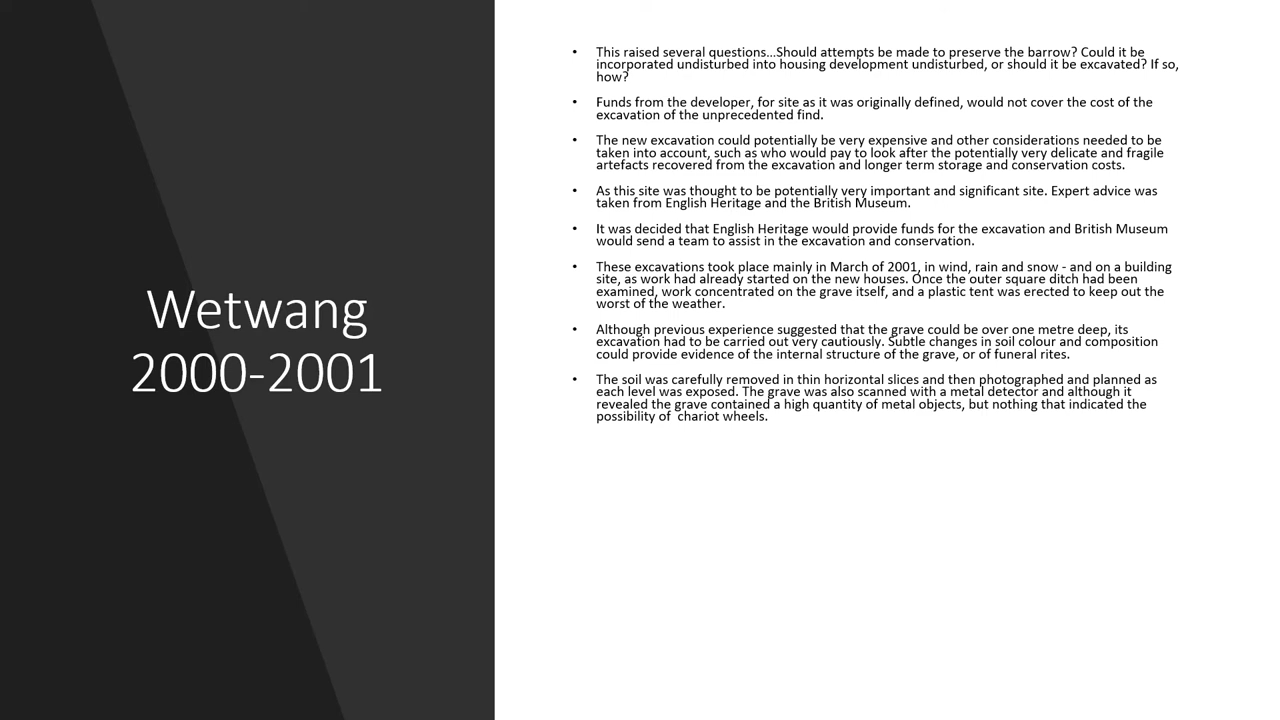 Wetwang
2000-2001
• This raised several questions...Should attempts be made to preserve the barrow? Could it be
incorporated undisturbed into housing development undisturbed, or should it be excavated? If so,
how?
• Funds from the developer, for site as it was originally defined, would not cover the cost of the
excavation of the unprecedented find.
• The new excavation could potentially be very expensive and other considerations needed to be
taken into account, such as who would pay to look after the potentially very delicate and fragile
artefacts recovered from the excavation and longer term storage and conservation costs.
• As this site was thought to be potentially very important and significant site. Expert advice was
taken from English Heritage and the British Museum.
• It was decided that English Heritage would provide funds for the excavation and British Museum
would send a team to assist in the excavation and conservation.
• These excavations took place mainly in March of 2001, in wind, rain and snow - and on a building
site, as work had already started on the new houses. Once the outer square ditch had been
examined, work concentrated on the grave itself, and a plastic tent was erected to keep out the
worst of the weather.
• Although previous experience suggested that the grave could be over one metre deep, its
excavation had to be carried out very cautiously. Subtle changes in soil colour and composition
could provide evidence of the internal structure of the grave, or of funeral rites.
• The soil was carefully removed in thin horizontal slices and then photographed and planned as
each level was exposed. The grave was also scanned with a metal detector and although it
revealed the grave contained a high quantity of metal objects, but nothing that indicated the
possibility of  chariot wheels.